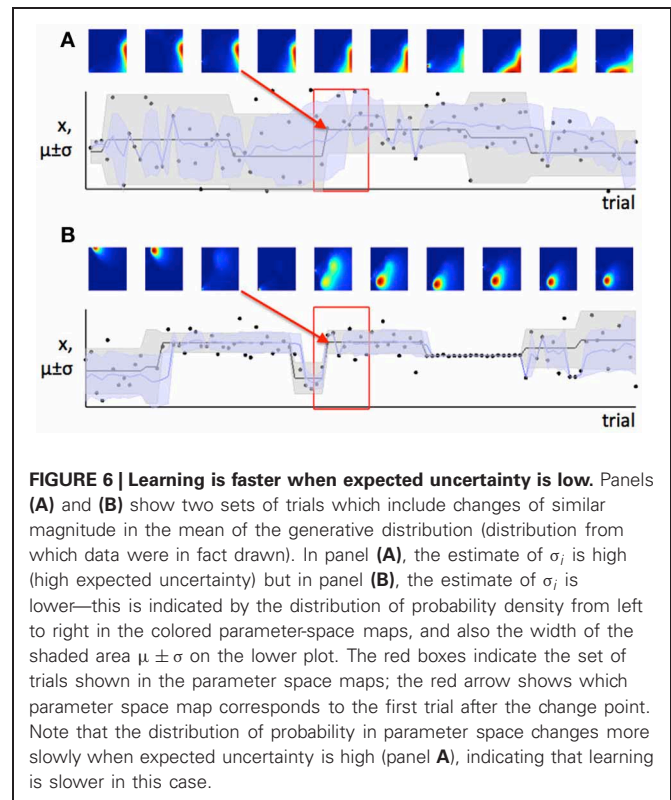 A
x,
μ±σ
trial
B
x,
μ±σ
trial
FIGURE 6 | Learning is faster when expected uncertainty is low. Panels
(A) and (B) show two sets of trials which include changes of similar
magnitude in the mean of the generative distribution (distribution from
which data were in fact drawn). In panel (A), the estimate of σi is high
(high expected uncertainty) but in panel (B), the estimate of σi is
lower—this is indicated by the distribution of probability density from left
to right in the colored parameter-space maps, and also the width of the
shaded area μ ± σ on the lower plot. The red boxes indicate the set of
trials shown in the parameter space maps; the red arrow shows which
parameter space map corresponds to the first trial after the change point.
Note that the distribution of probability in parameter space changes more
slowly when expected uncertainty is high (panel A), indicating that learning
is slower in this case.